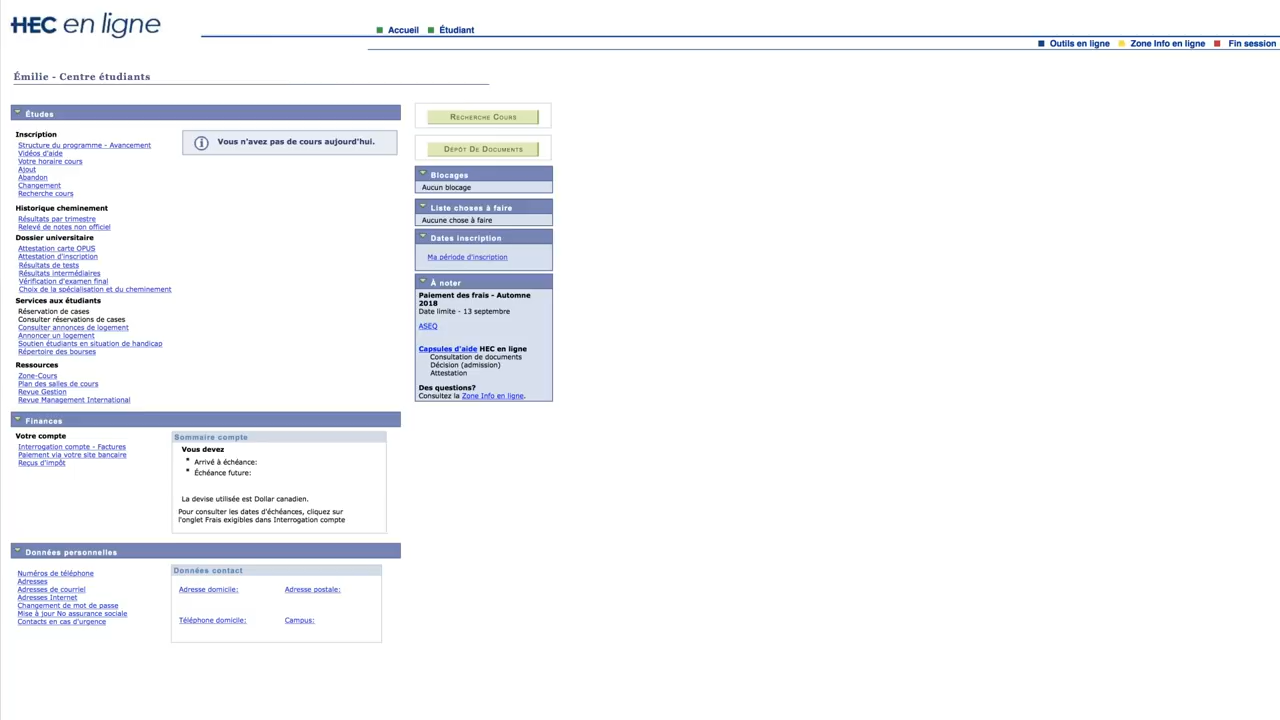 HEC en ligne
Accueil Étudiant
Outils en ligne Zone Info en ligne Fin session
Émilie - Centre étudiants
Études
Inscription
Structure du programme - Avancement
Vidéos d'aide
Votre horaire cours
Ajout
Abandon
Changement
Recherche cours
Vous n'avez pas de cours aujourd'hui.
Historique cheminement
Résultats par trimestre
Relevé de notes non officiel
Dossier universitaire
Attestation carte OPUS
Attestation d'inscription
Résultats de tests
Résultats intermédiaires
Vérification d'examen final
Choix de la spécialisation et du cheminement
Services aux étudiants
Réservation de cases
Consulter réservations de cases
Consulter annonces de logement
Annoncer un logement
Soutien étudiants en situation de handicap
Répertoire des bourses
Ressources
Zone-Cours
Plan des salles de cours
Revue Gestion
Revue Management International
Finances
Votre compte
Interrogation compte - Factures
Paiement via votre site bancaire
Reçus d'impôt
Sommaire compte
Vous devez
Arrivé à échéance:
Échéance future:
La devise utilisée est Dollar canadien.
Pour consulter les dates d'échéances, cliquez sur
l'onglet Frais exigibles dans Interrogation compte
Données personnelles
Numéros de téléphone
Adresses
Adresses de courriel
Adresses Internet
Changement de mot de passe
Mise à jour No assurance sociale
Contacts en cas d'urgence
Données contact
Adresse domicile: Adresse postale:
Téléphone domicile: Campus:
Recherche Cours
Dépôt De Documents
Blocages
Aucun blocage
Liste choses à faire
Aucune chose à faire
Dates inscription
Ma période d'inscription
À noter
Paiement des frais - Automne
2018
Date limite - 13 septembre
ASEQ
Capsules d'aide HEC en ligne
Consultation de documents
Décision (admission)
Attestation
Des questions?
Consultez la Zone Info en ligne.